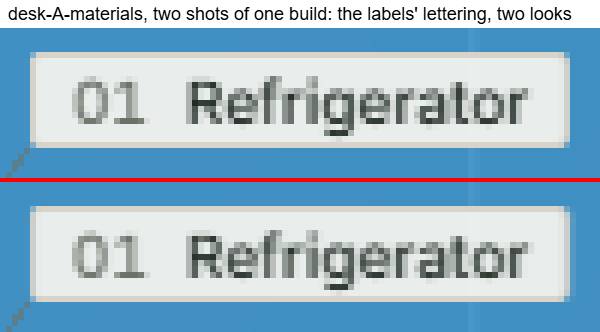 desk-A-materials, two shots of one build: the labels' lettering, two looks
01 Refrigerator
01 Refrigerator